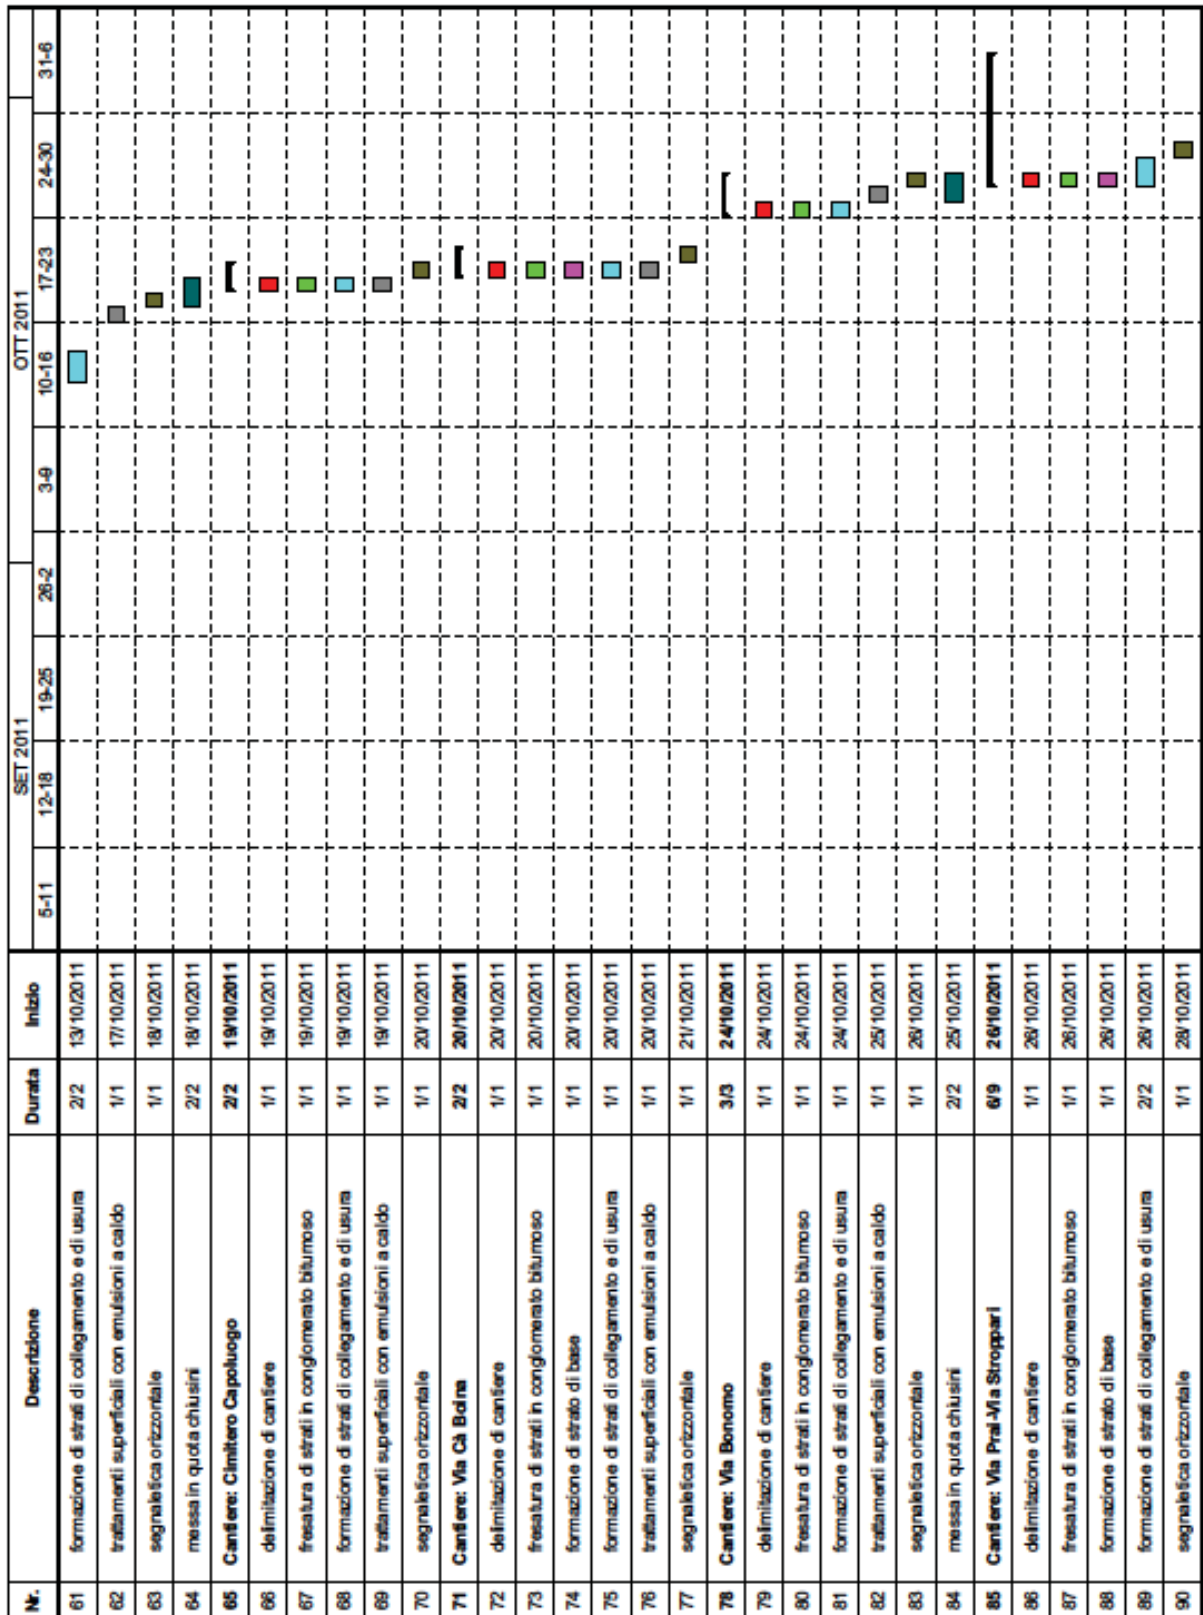 Nr. Descrizione Durata Inizio SET 2011 OTT 2011
5-11 12-18 19-25 26-2 3-9 10-16 17-23 24-30 31-6
61 formazione di strati di collegamento e di usura 2/2 13/10/2011
62 trattamenti superficiali con emulsioni a caldo 1/1 17/10/2011
63 segnaletica orizzontale 1/1 18/10/2011
64 messa in quota chiusini 2/2 18/10/2011
65 Cantiere: Cimitero Capoluogo 2/2 19/10/2011
66 delimitazione di cantiere 1/1 19/10/2011
67 fresatura di strati in conglomerato bitumoso 1/1 19/10/2011
68 formazione di strati di collegamento e di usura 1/1 19/10/2011
69 trattamenti superficiali con emulsioni a caldo 1/1 19/10/2011
70 segnaletica orizzontale 1/1 20/10/2011
71 Cantiere: Via Cà Boina 2/2 20/10/2011
72 delimitazione di cantiere 1/1 20/10/2011
73 fresatura di strati in conglomerato bitumoso 1/1 20/10/2011
74 formazione di strato di base 1/1 20/10/2011
75 formazione di strati di collegamento e di usura 1/1 20/10/2011
76 trattamenti superficiali con emulsioni a caldo 1/1 20/10/2011
77 segnaletica orizzontale 1/1 21/10/2011
78 Cantiere: Via Bonomo 3/3 24/10/2011
79 delimitazione di cantiere 1/1 24/10/2011
80 fresatura di strati in conglomerato bitumoso 1/1 24/10/2011
81 formazione di strati di collegamento e di usura 1/1 24/10/2011
82 trattamenti superficiali con emulsioni a caldo 1/1 25/10/2011
83 segnaletica orizzontale 1/1 26/10/2011
84 messa in quota chiusini 2/2 25/10/2011
85 Cantiere: Via Prai-Via Stroppari 6/9 26/10/2011
86 delimitazione di cantiere 1/1 26/10/2011
87 fresatura di strati in conglomerato bitumoso 1/1 26/10/2011
88 formazione di strato di base 1/1 26/10/2011
89 formazione di strati di collegamento e di usura 2/2 26/10/2011
90 segnaletica orizzontale 1/1 28/10/2011